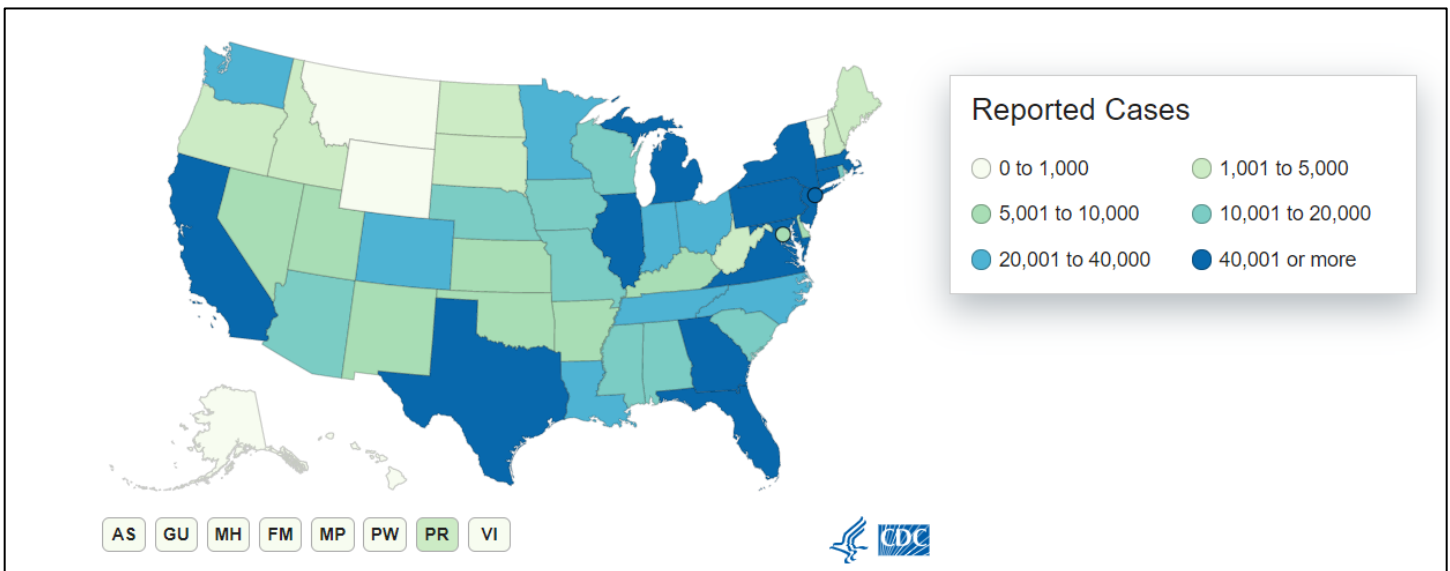 Reported Cases
0 to 1,000
1,001 to 5,000
5,001 to 10,000
10,001 to 20,000
20,001 to 40,000
40,001 or more
AS GU MH FM MP PW PR VI
CDC